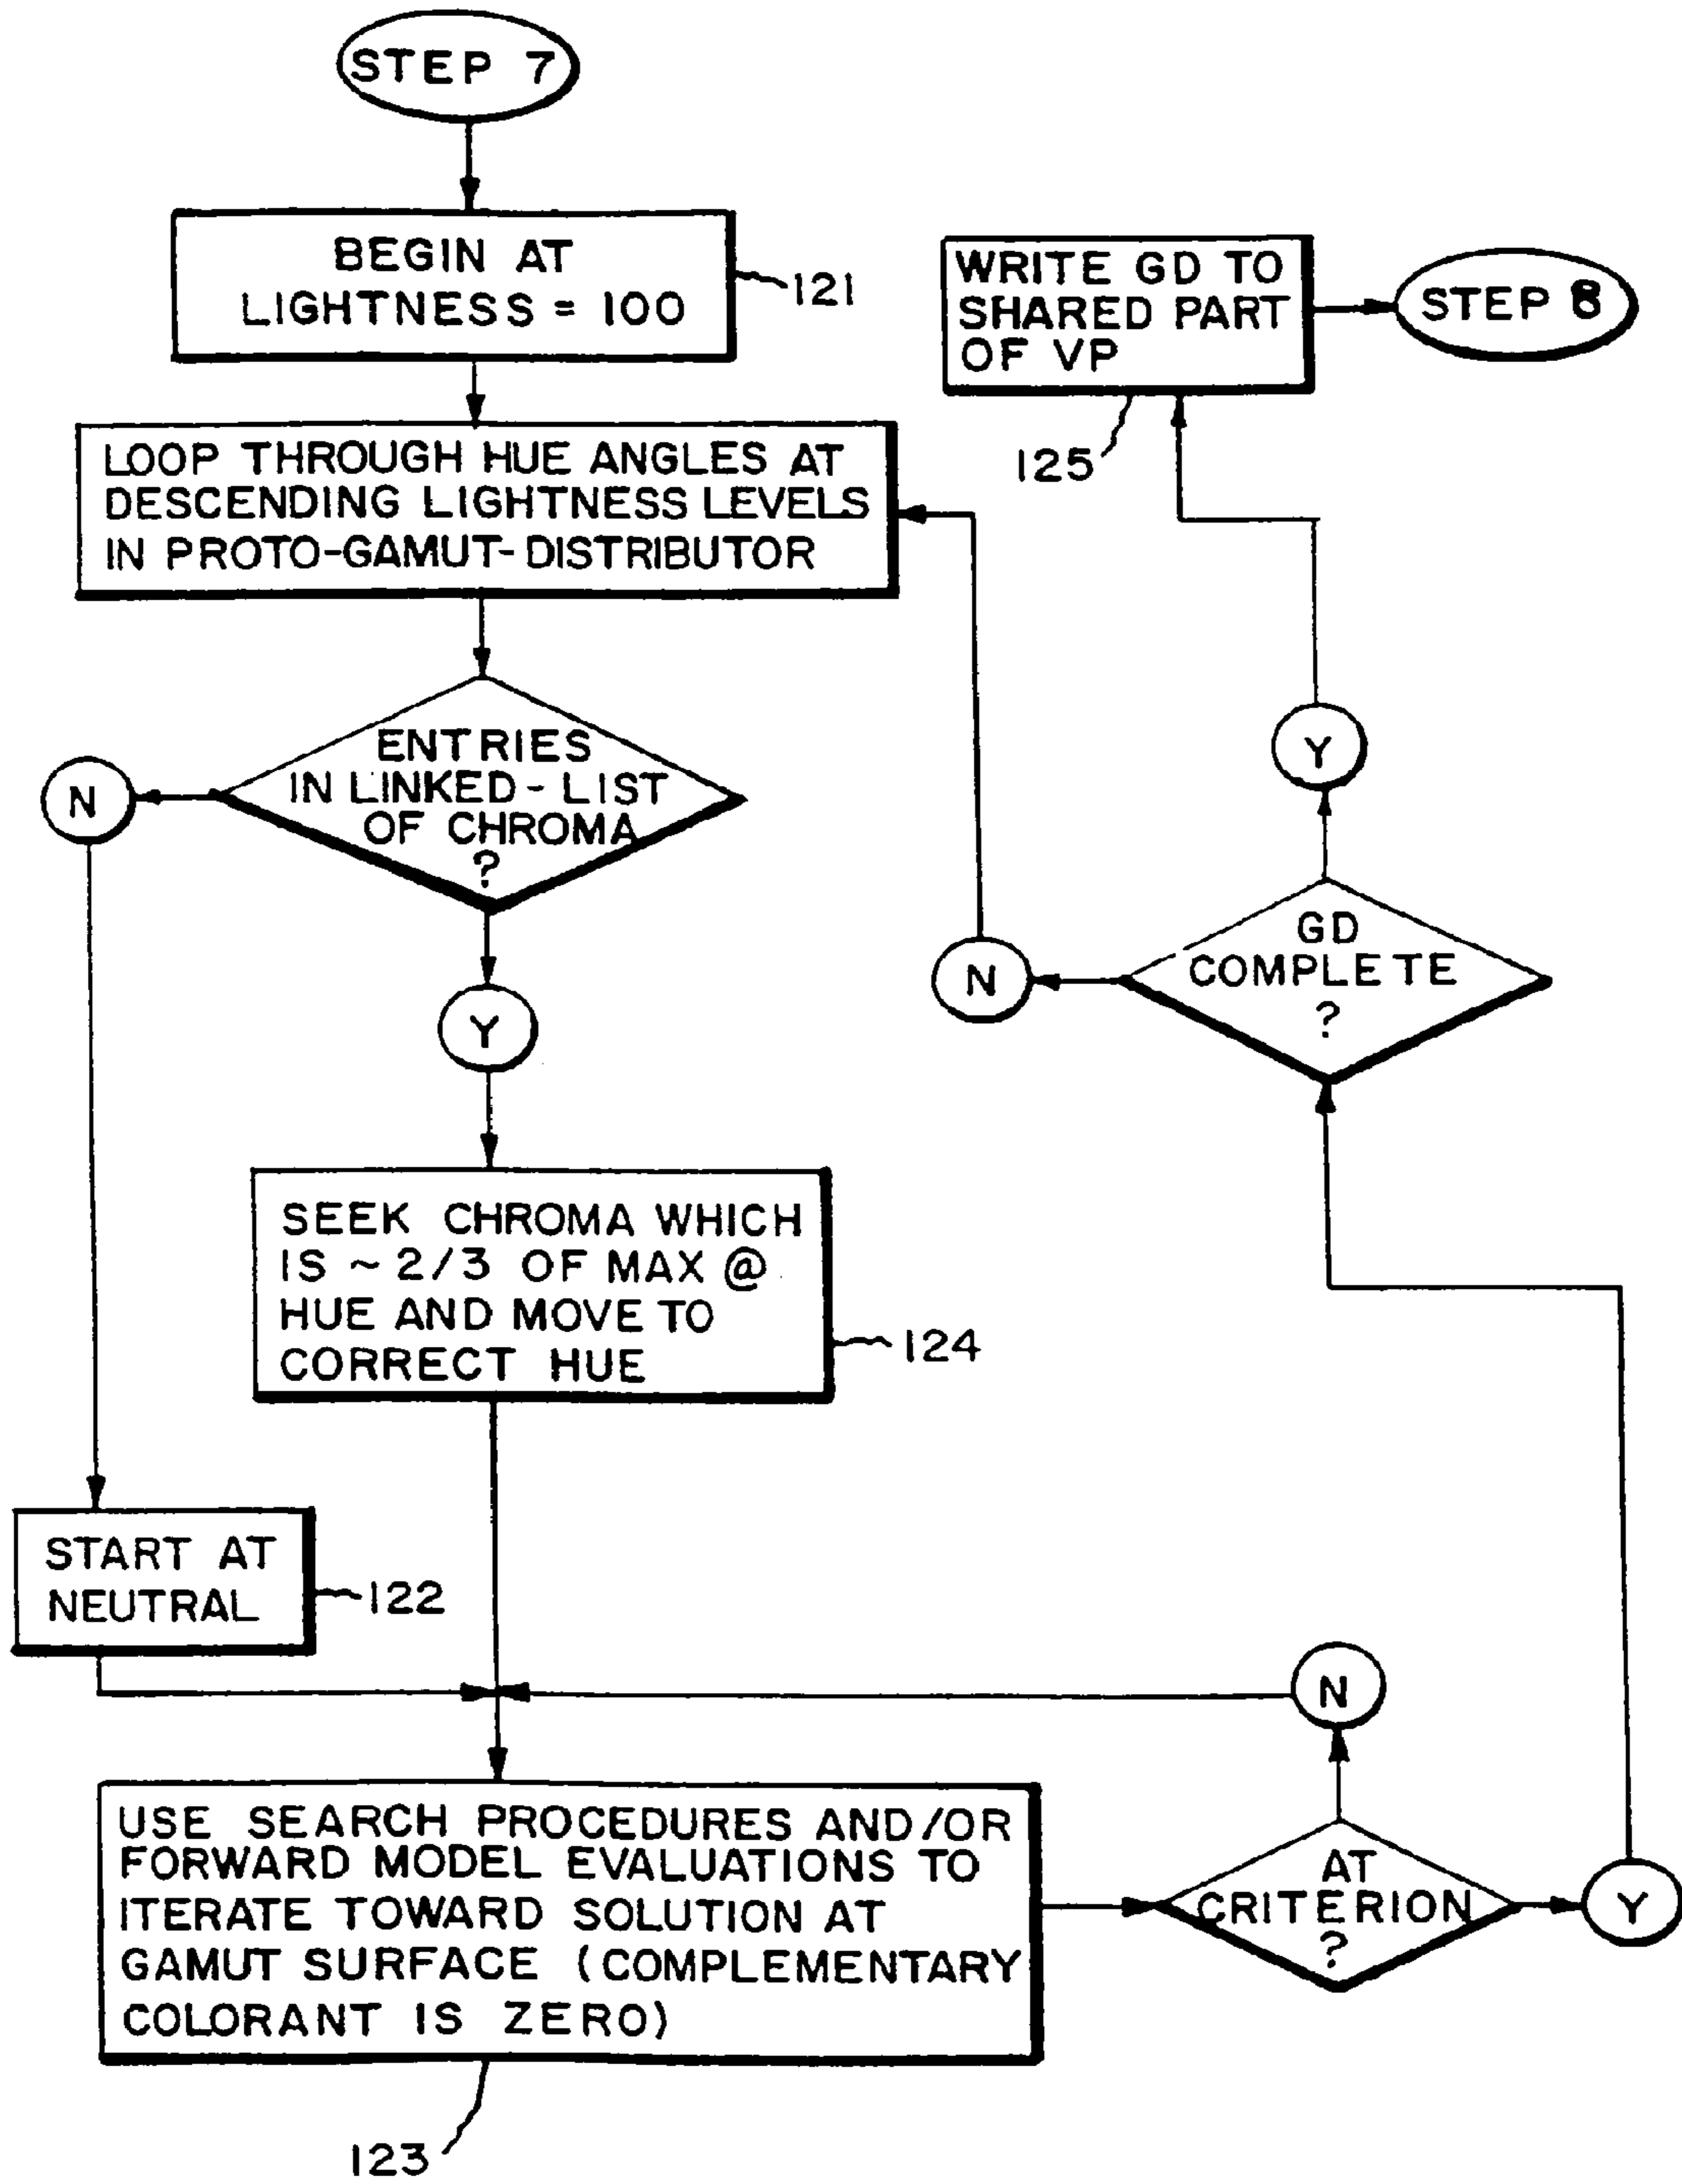 STEP 7
BEGIN AT
LIGHTNESS = 100
121
LOOP THROUGH HUE ANGLES AT
DESCENDING LIGHTNESS LEVELS
IN PROTO-GAMUT-DISTRIBUTOR
ENTRIES
IN LINKED-LIST
OF CHROMA
?
N
Y
SEEK CHROMA WHICH
IS ~ 2/3 OF MAX @
HUE AND MOVE TO
CORRECT HUE
124
START AT
NEUTRAL
122
USE SEARCH PROCEDURES AND/OR
FORWARD MODEL EVALUATIONS TO
ITERATE TOWARD SOLUTION AT
GAMUT SURFACE (COMPLEMENTARY
COLORANT IS ZERO)
123
AT
CRITERION
?
N
Y
GD
COMPLETE
?
N
Y
WRITE GD TO
SHARED PART
OF VP
125
STEP 8